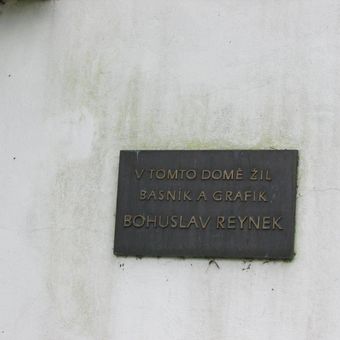 V TOMTO DOMĚ ŽIL
BÁSNÍK A GRAFIK
BOHUSLAV REYNEK